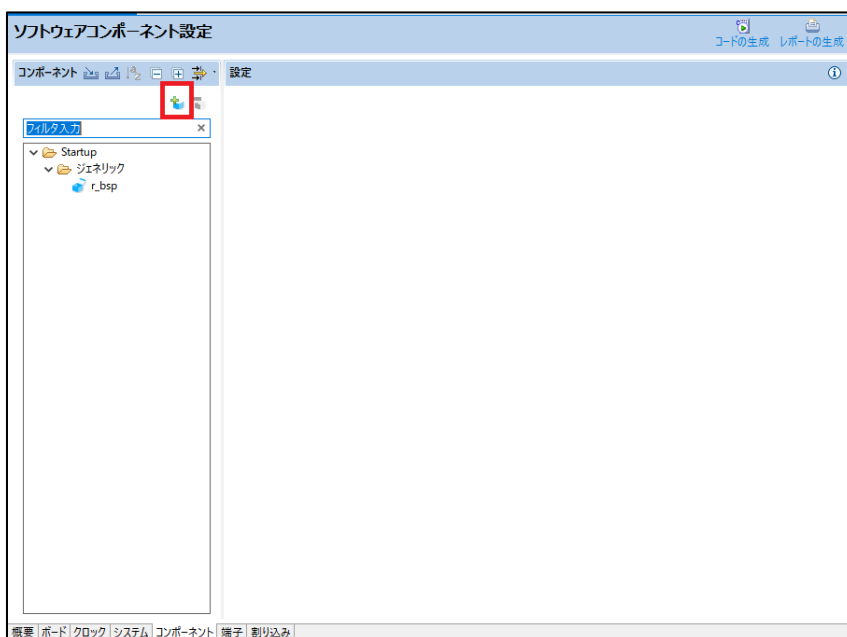 ソフトウェアコンポーネント設定
コードの生成 レポートの生成
コンポーネント
設定
フィルタ入力
Startup
ジェネリック
r_bsp
概要 ボード クロック システム コンポーネント 端子 割り込み